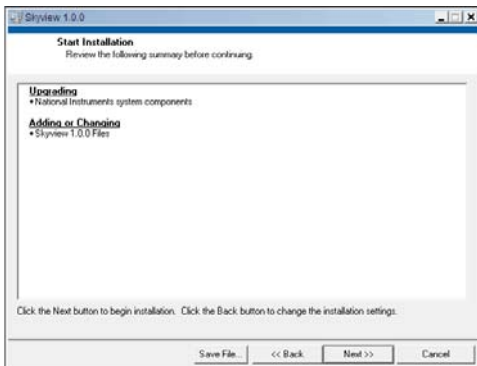 Skyview 1.0.0
Start Installation
Review the following summary before continuing.
Upgrading
• National Instruments system components
Adding or Changing
• Skyview 1.0.0 Files
Click the Next button to begin installation. Click the Back button to change the installation settings.
Save File... << Back Next >> Cancel